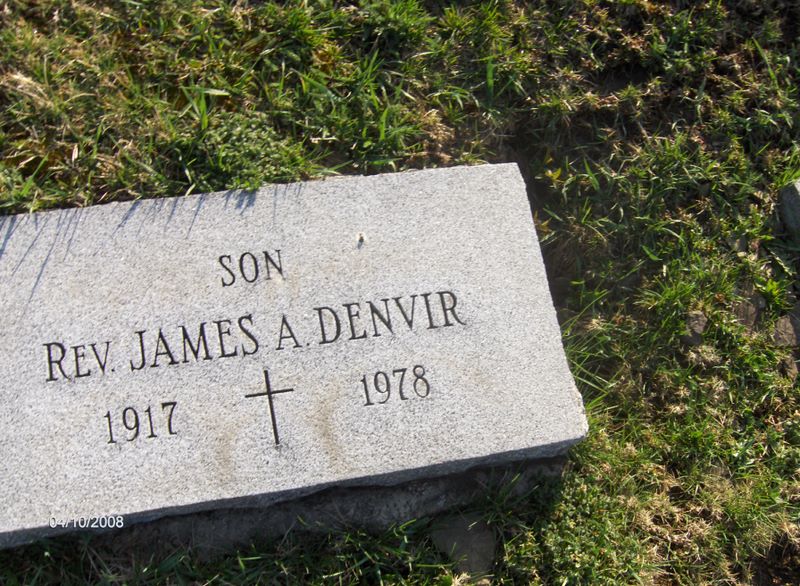 SON
REV. JAMES A. DENVIR
1917 1978
04/10/2008